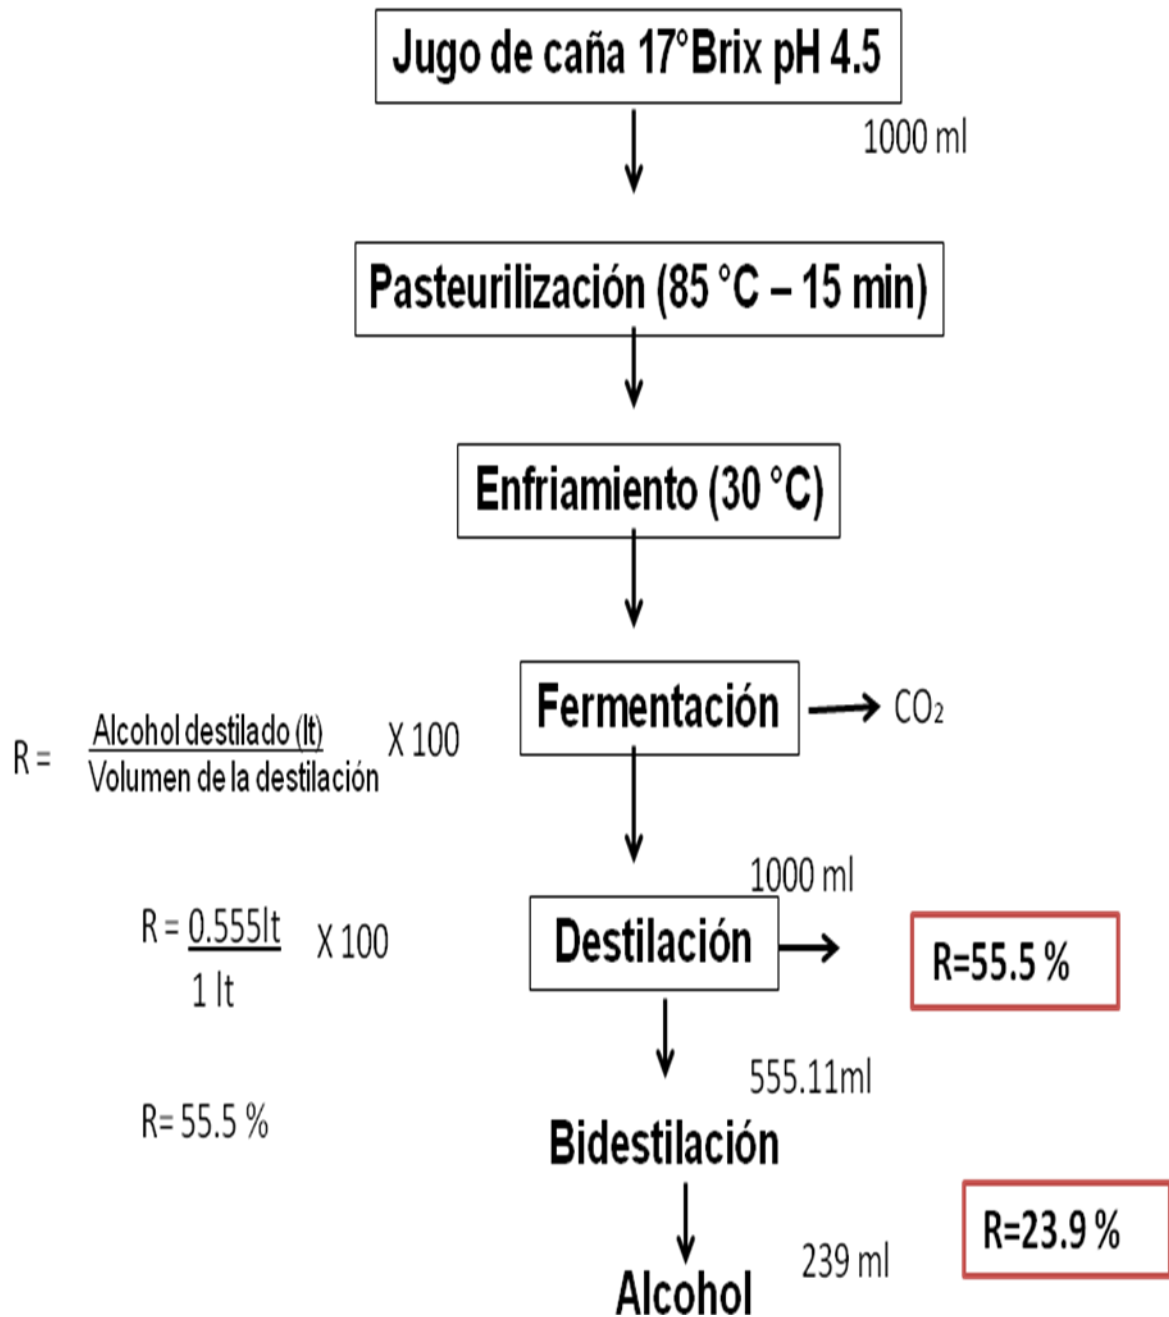 Jugo de caña 17°Brix pH 4.5
1000 ml
Pasteurilización (85 °C – 15 min)
Enfriamiento (30 °C)
Fermentación
CO₂
R = Alcohol destilado (lt) X 100
Volumen de la destilación
1000 ml
Destilación
R=55.5 %
R = 0.555lt X 100
1 lt
555.11ml
R= 55.5 %
Bidestilación
R=23.9 %
239 ml
Alcohol